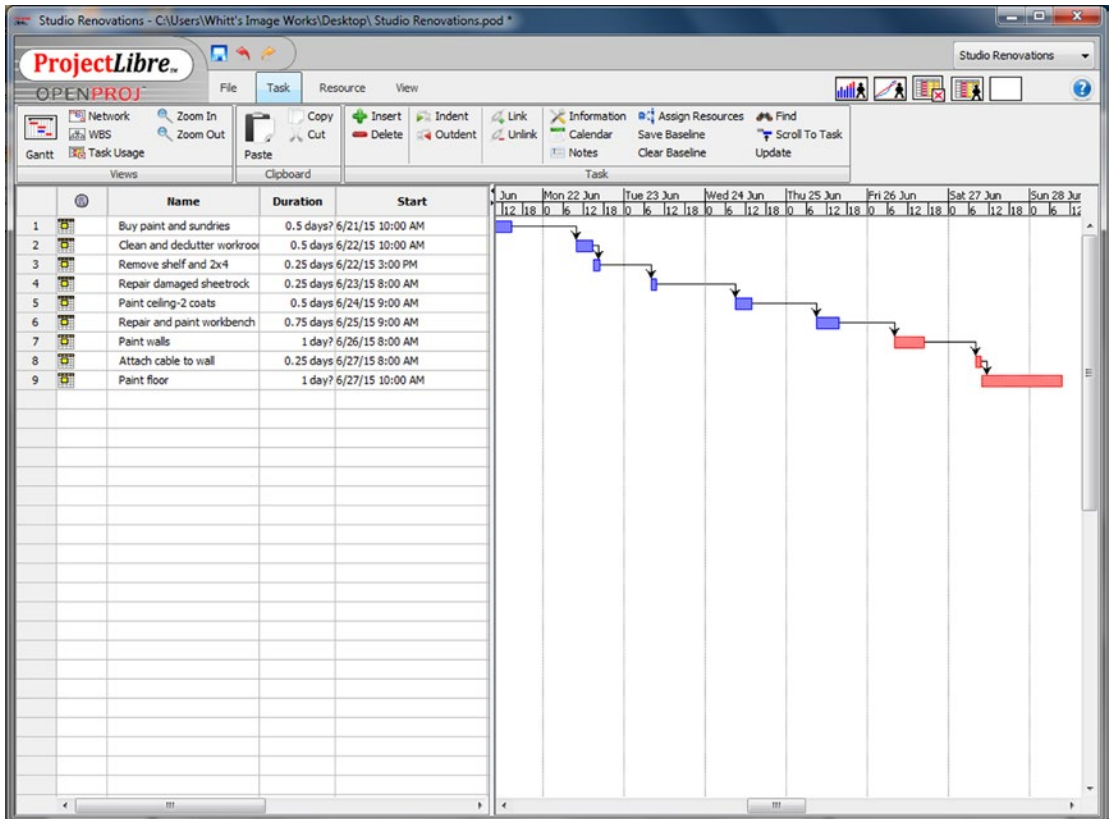 Studio Renovations - C:\Users\Whitt's Image Works\Desktop\ Studio Renovations.pod *
ProjectLibre™
OPENPROJ
Studio Renovations
File Task Resource View
Gantt
Network
WBS
Task Usage
Zoom In
Zoom Out
Views
Paste
Copy
Cut
Clipboard
Insert
Delete
Indent
Outdent
Link
Unlink
Information
Calendar
Notes
Assign Resources
Save Baseline
Clear Baseline
Find
Scroll To Task
Update
Task
Name Duration Start
1 Buy paint and sundries 0.5 days? 6/21/15 10:00 AM
2 Clean and declutter workroo 0.5 days 6/22/15 10:00 AM
3 Remove shelf and 2x4 0.25 days 6/22/15 3:00 PM
4 Repair damaged sheetrock 0.25 days 6/23/15 8:00 AM
5 Paint ceiling-2 coats 0.5 days 6/24/15 9:00 AM
6 Repair and paint workbench 0.75 days 6/25/15 9:00 AM
7 Paint walls 1 day? 6/26/15 8:00 AM
8 Attach cable to wall 0.25 days 6/27/15 8:00 AM
9 Paint floor 1 day? 6/27/15 10:00 AM
Jun Mon 22 Jun Tue 23 Jun Wed 24 Jun Thu 25 Jun Fri 26 Jun Sat 27 Jun Sun 28 Jur
12 18 0 6 12 18 0 6 12 18 0 6 12 18 0 6 12 18 0 6 12 18 0 6 12 18 0 6 12